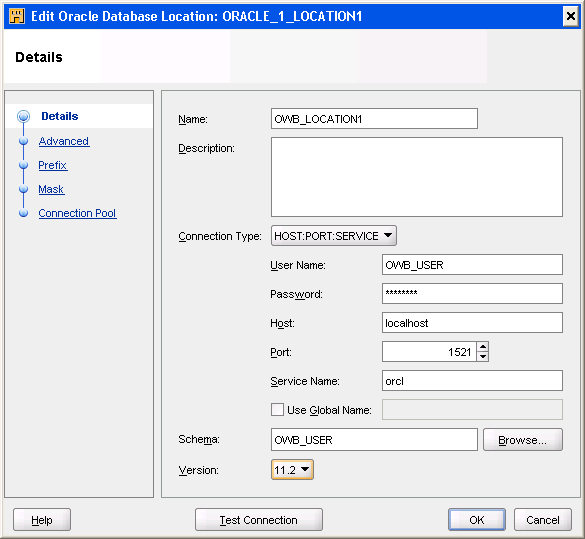 Edit Oracle Database Location: ORACLE_1_LOCATION1
Details
Details
Advanced
Prefix
Mask
Connection Pool
Name: OWB_LOCATION1
Description:
Connection Type: HOST:PORT:SERVICE
User Name: OWB_USER
Password: ********
Host: localhost
Port: 1521
Service Name: orcl
Use Global Name:
Schema: OWB_USER Browse...
Version: 11.2
Help Test Connection OK Cancel